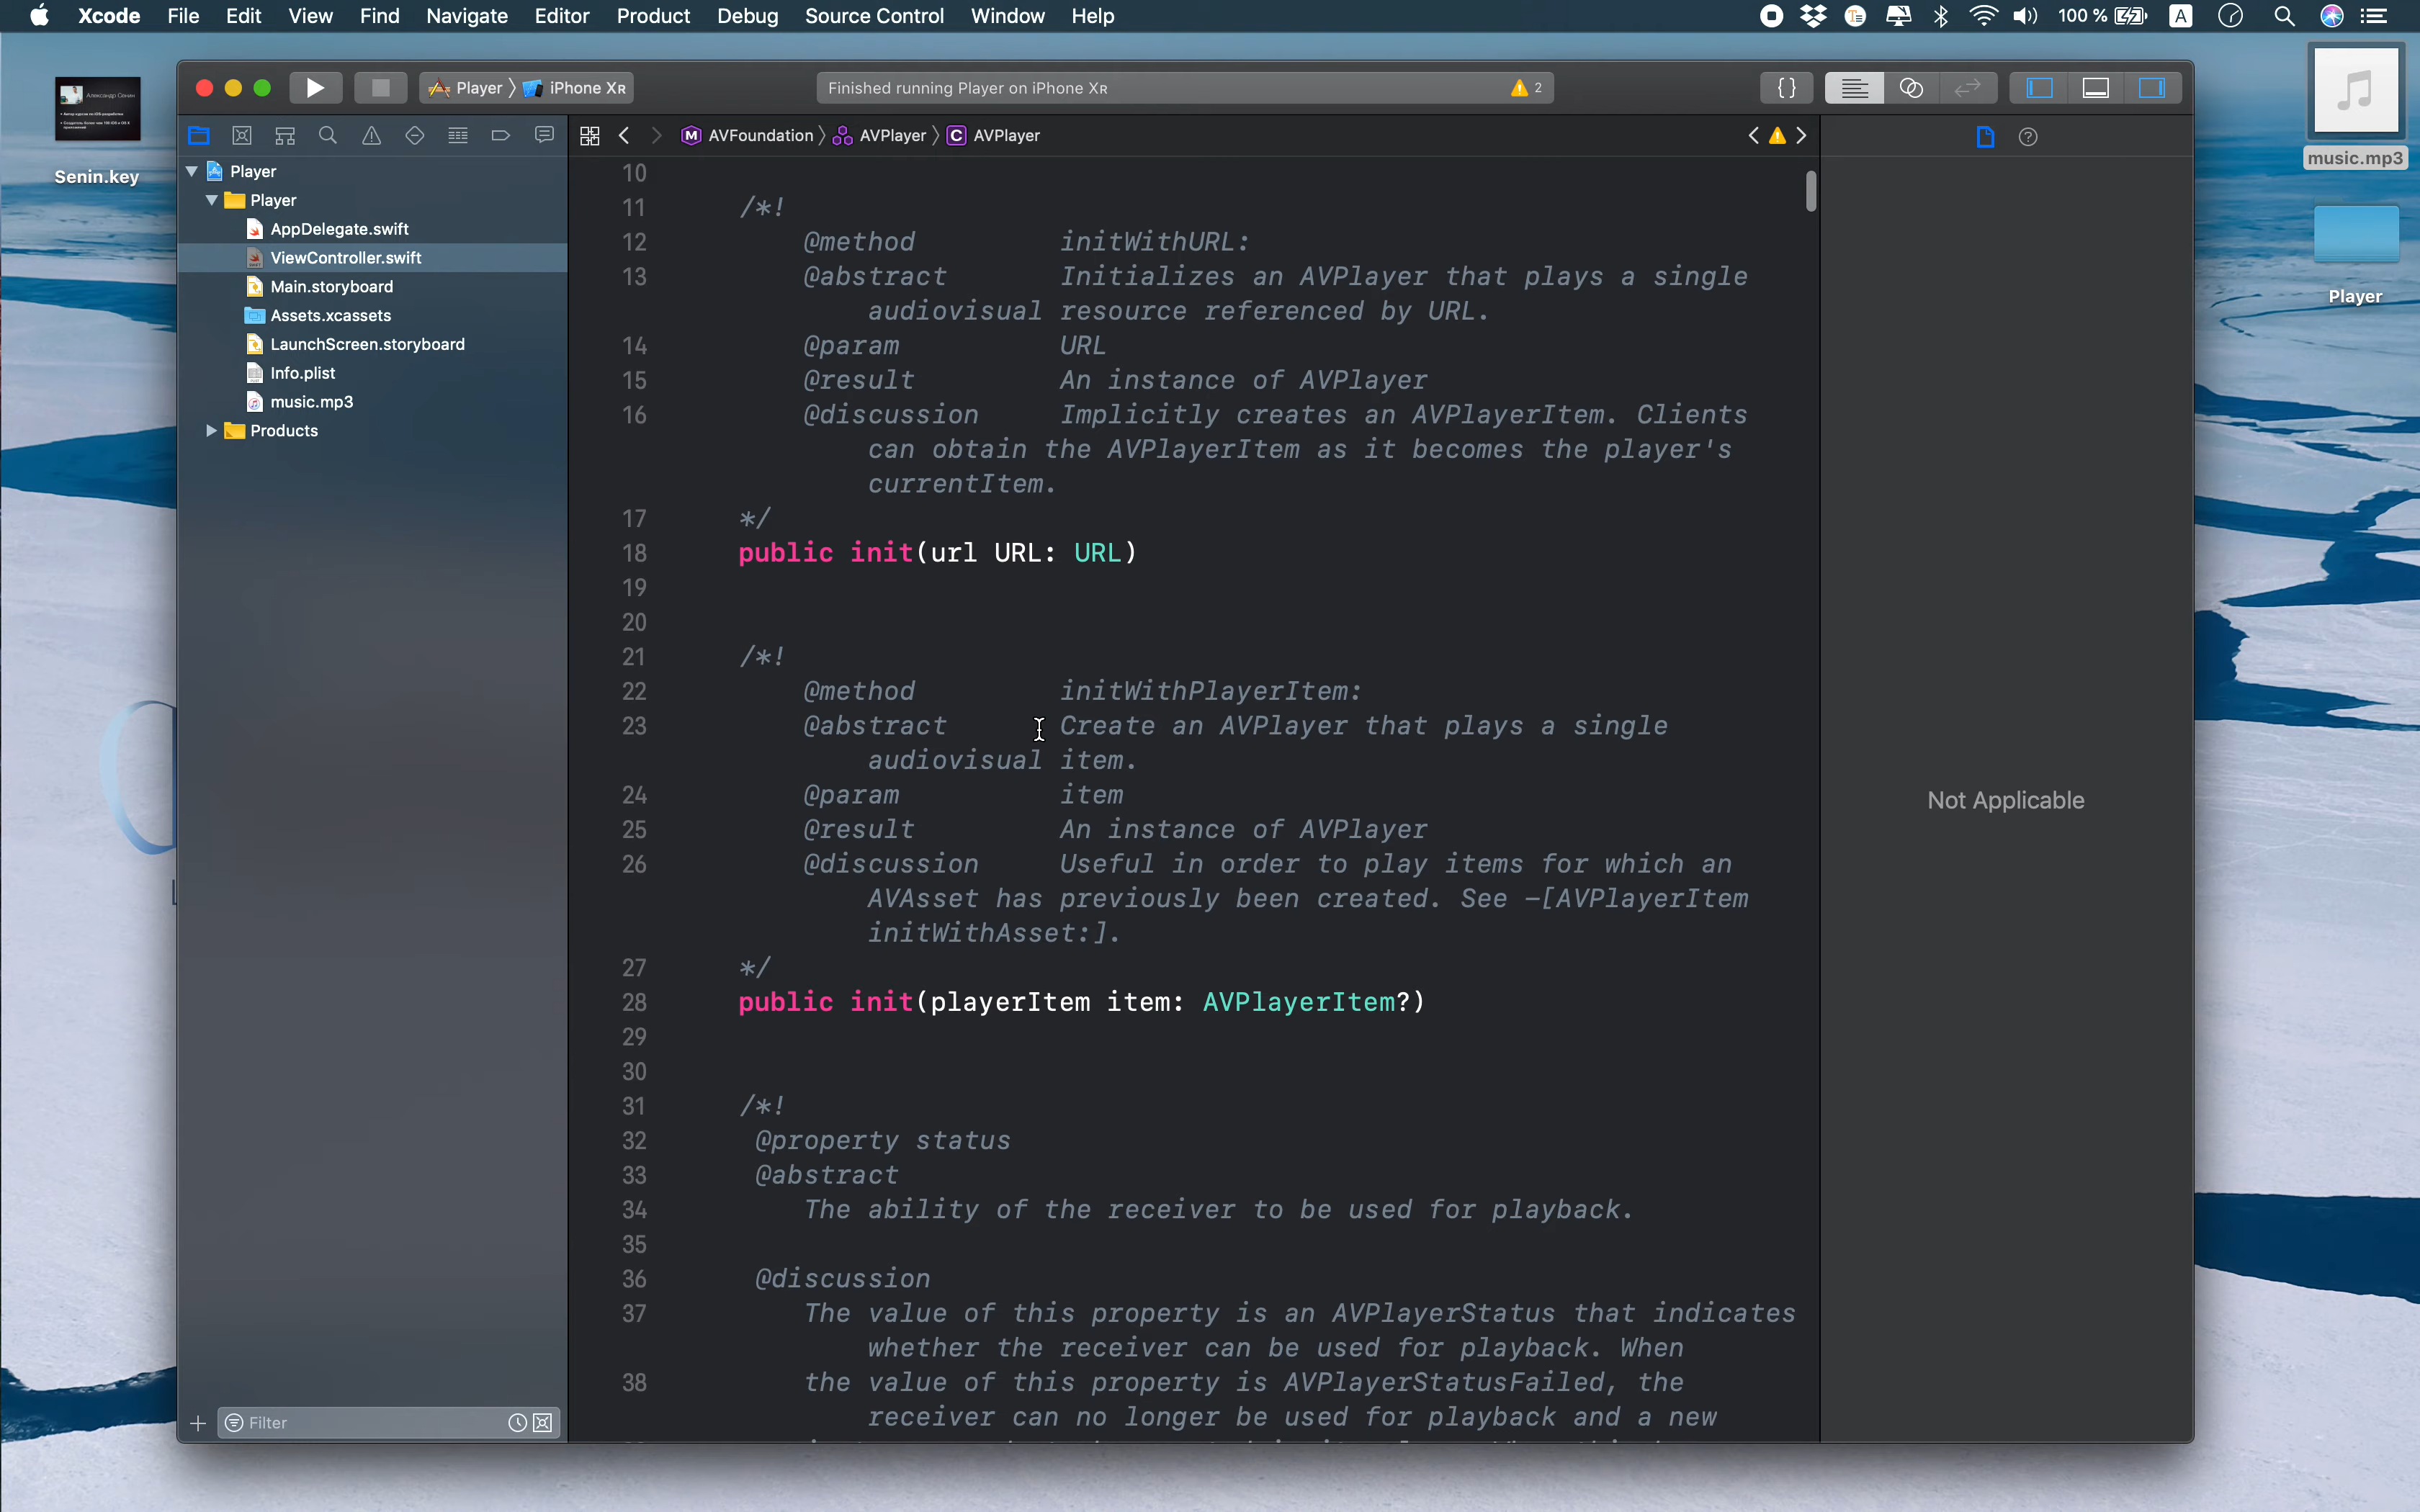 Xcode File Edit View Find Navigate Editor Product Debug Source Control Window Help
100 % A
Александр Сенин
Senin.key
Player iPhone XR
Finished running Player on iPhone XR
2
{}
AVFoundation M AVPlayer C AVPlayer
Player
Player
AppDelegate.swift
ViewController.swift
Main.storyboard
Assets.xcassets
LaunchScreen.storyboard
Info.plist
music.mp3
Products
Filter
10
11 /*!
12 @method initWithURL:
13 @abstract Initializes an AVPlayer that plays a single
audiovisual resource referenced by URL.
14 @param URL
15 @result An instance of AVPlayer
16 @discussion Implicitly creates an AVPlayerItem. Clients
can obtain the AVPlayerItem as it becomes the player's
currentItem.
17 */
18 public init(url URL: URL)
19
20
21 /*!
22 @method initWithPlayerItem:
23 @abstract Create an AVPlayer that plays a single
audiovisual item.
24 @param item
25 @result An instance of AVPlayer
26 @discussion Useful in order to play items for which an
AVAsset has previously been created. See -[AVPlayerItem
initWithAsset:].
27 */
28 public init(playerItem item: AVPlayerItem?)
29
30
31 /*!
32 @property status
33 @abstract
34 The ability of the receiver to be used for playback.
35
36 @discussion
37 The value of this property is an AVPlayerStatus that indicates
whether the receiver can be used for playback. When
38 the value of this property is AVPlayerStatusFailed, the
receiver can no longer be used for playback and a new
Not Applicable
music.mp3
Player